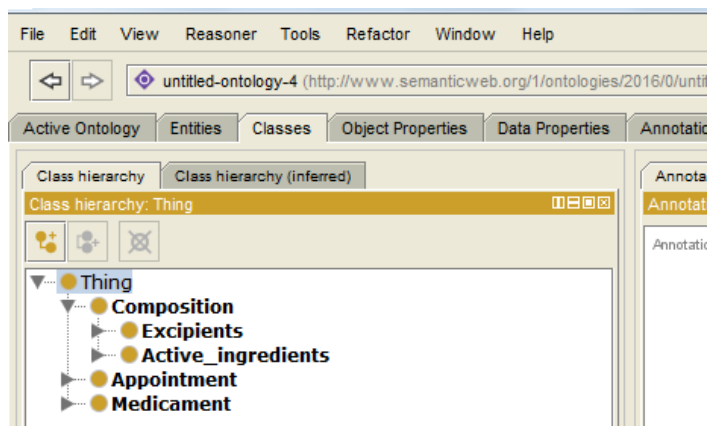 File Edit View Reasoner Tools Refactor Window Help
untitled-ontology-4 (http://www.semanticweb.org/1/ontologies/2016/0/unti
Active Ontology Entities Classes Object Properties Data Properties Annotatio
Class hierarchy Class hierarchy (inferred) Annota
Class hierarchy: Thing Annotat
Annotatio
Thing
Composition
Excipients
Active_ingredients
Appointment
Medicament